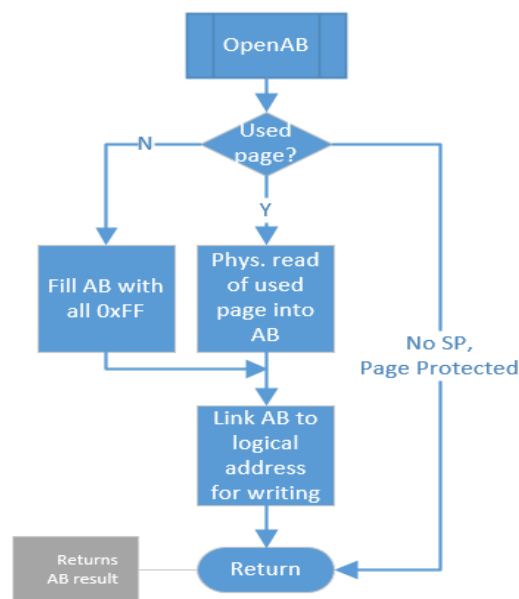 OpenAB
Used
page?
N
Y
Fill AB with
all 0xFF
Phys. read
of used
page into
AB
No SP,
Page Protected
Link AB to
logical
address
for writing
Returns
AB result
Return